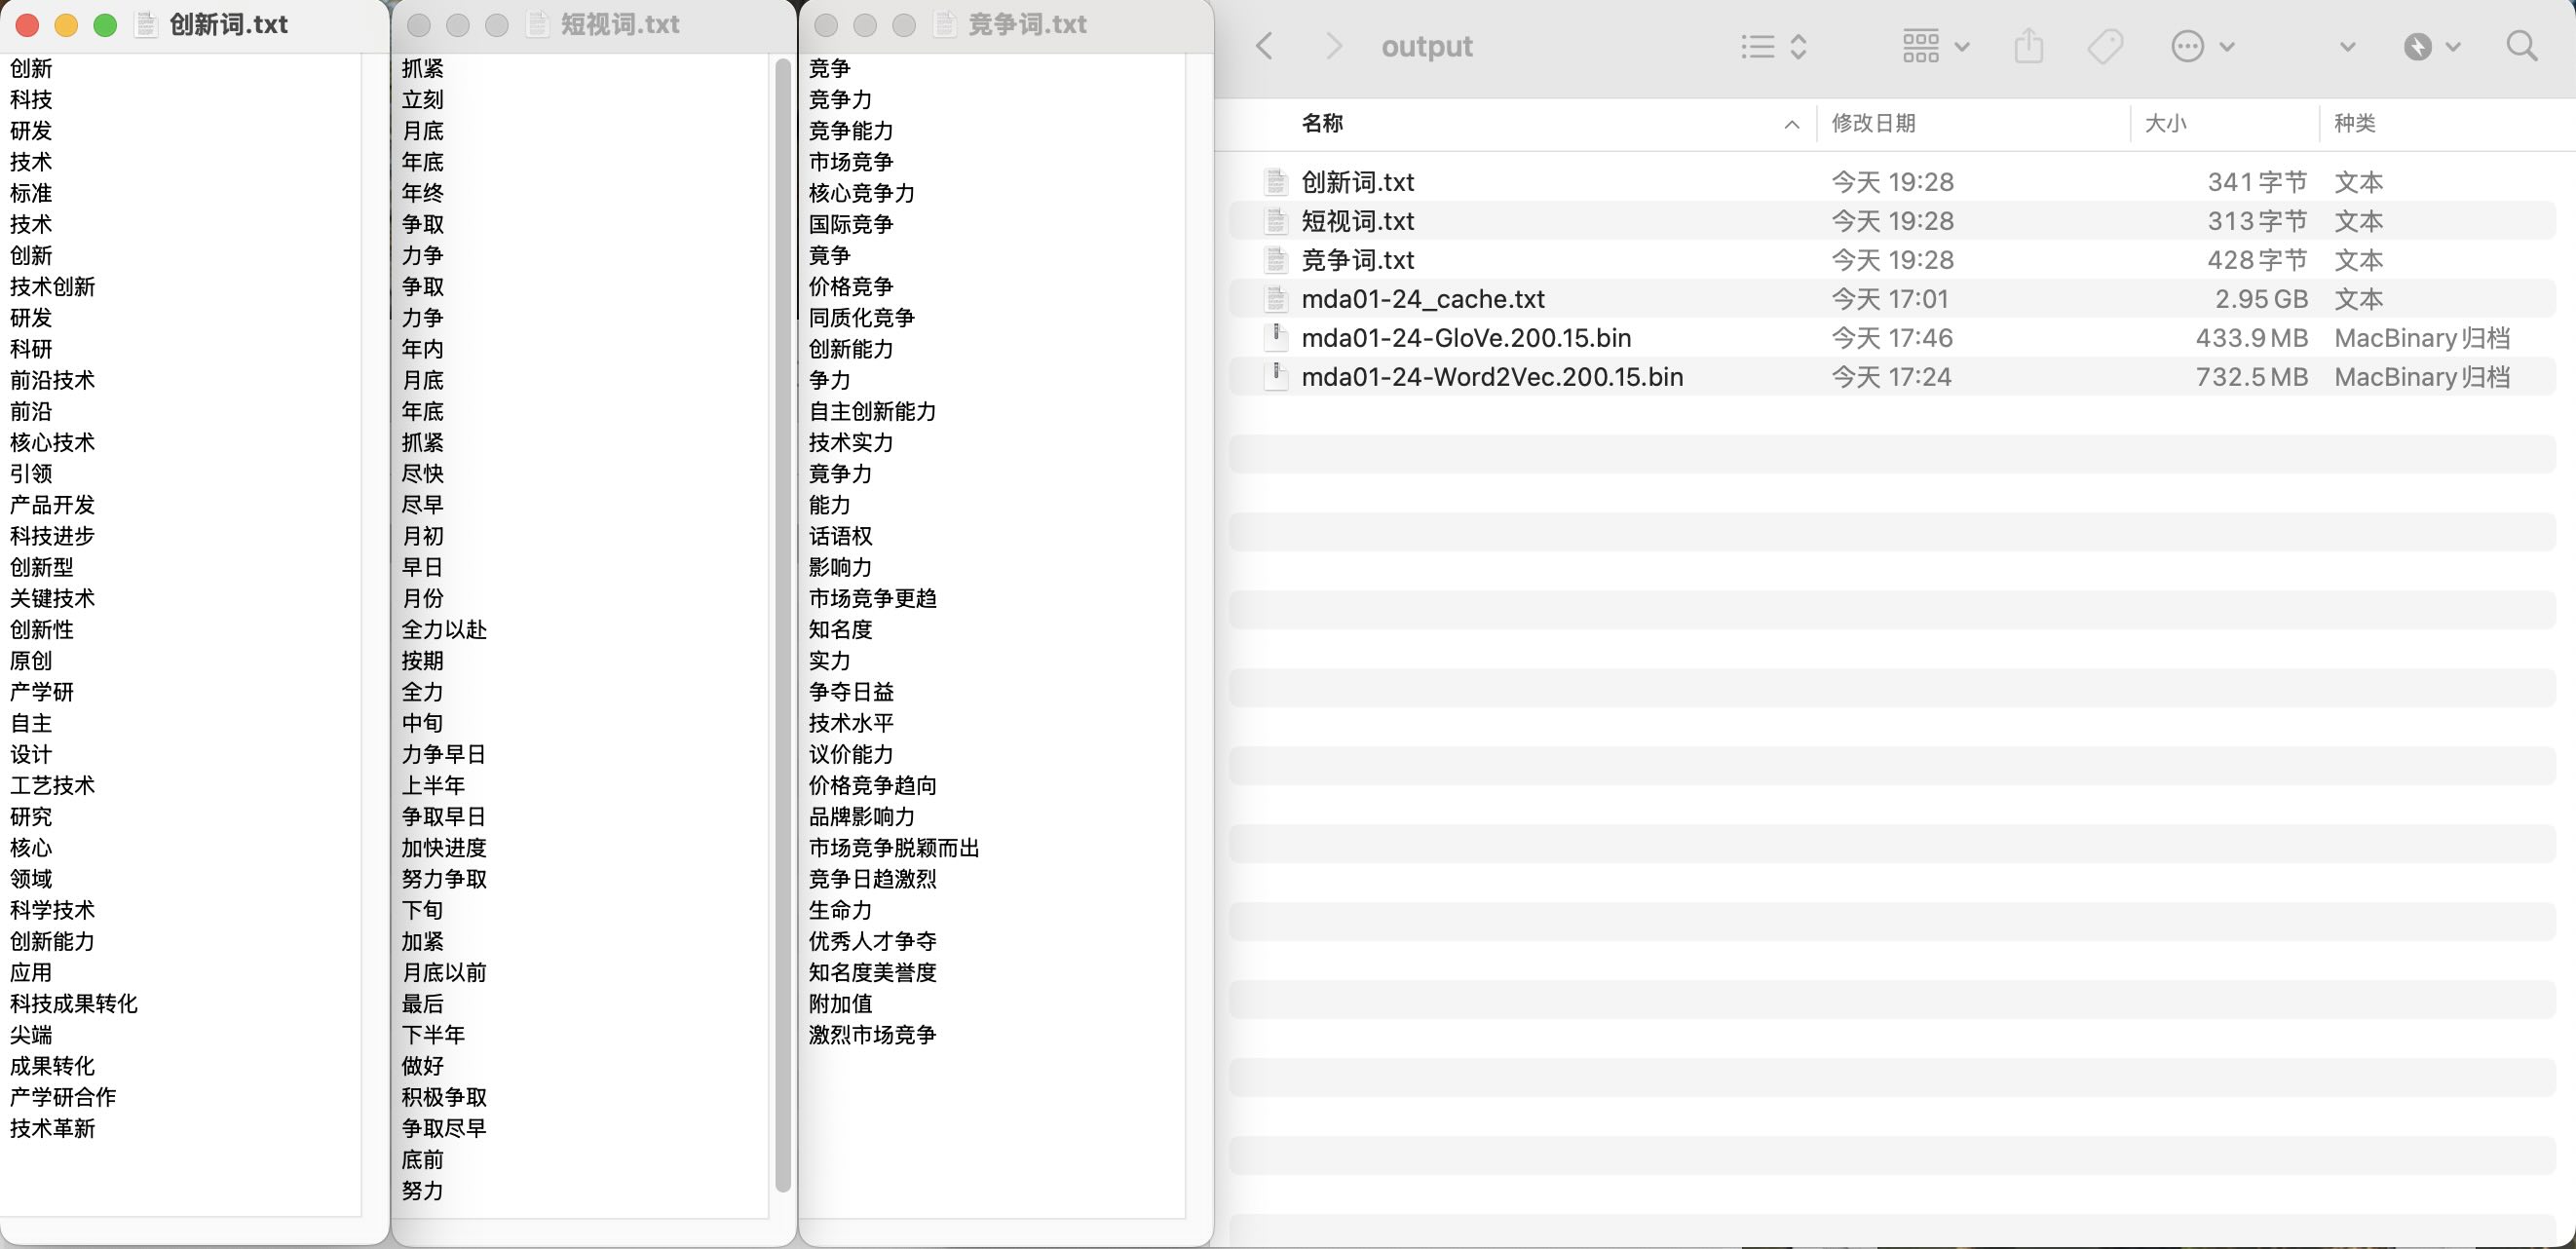 创新词.txt
创新
科技
研发
技术
标准
技术
创新
技术创新
研发
科研
前沿技术
前沿
核心技术
引领
产品开发
科技进步
创新型
关键技术
创新性
原创
产学研
自主
设计
工艺技术
研究
核心
领域
科学技术
创新能力
应用
科技成果转化
尖端
成果转化
产学研合作
技术革新
短视词.txt
抓紧
立刻
月底
年底
年终
争取
力争
争取
力争
年内
月底
年底
抓紧
尽快
尽早
月初
早日
月份
全力以赴
按期
全力
中旬
力争早日
上半年
争取早日
加快进度
努力争取
下旬
加紧
月底以前
最后
下半年
做好
积极争取
争取尽早
底前
努力
竞争词.txt
竞争
竞争力
竞争能力
市场竞争
核心竞争力
国际竞争
竞争
价格竞争
同质化竞争
创新能力
争力
自主创新能力
技术实力
竞争力
能力
话语权
影响力
市场竞争更趋
知名度
实力
争夺日益
技术水平
议价能力
价格竞争趋向
品牌影响力
市场竞争脱颖而出
竞争日趋激烈
生命力
优秀人才争夺
知名度美誉度
附加值
激烈市场竞争
output
名称 修改日期 大小 种类
创新词.txt 今天 19:28 341 字节 文本
短视词.txt 今天 19:28 313 字节 文本
竞争词.txt 今天 19:28 428 字节 文本
mda01-24_cache.txt 今天 17:01 2.95 GB 文本
mda01-24-GloVe.200.15.bin 今天 17:46 433.9 MB MacBinary归档
mda01-24-Word2Vec.200.15.bin 今天 17:24 732.5 MB MacBinary归档